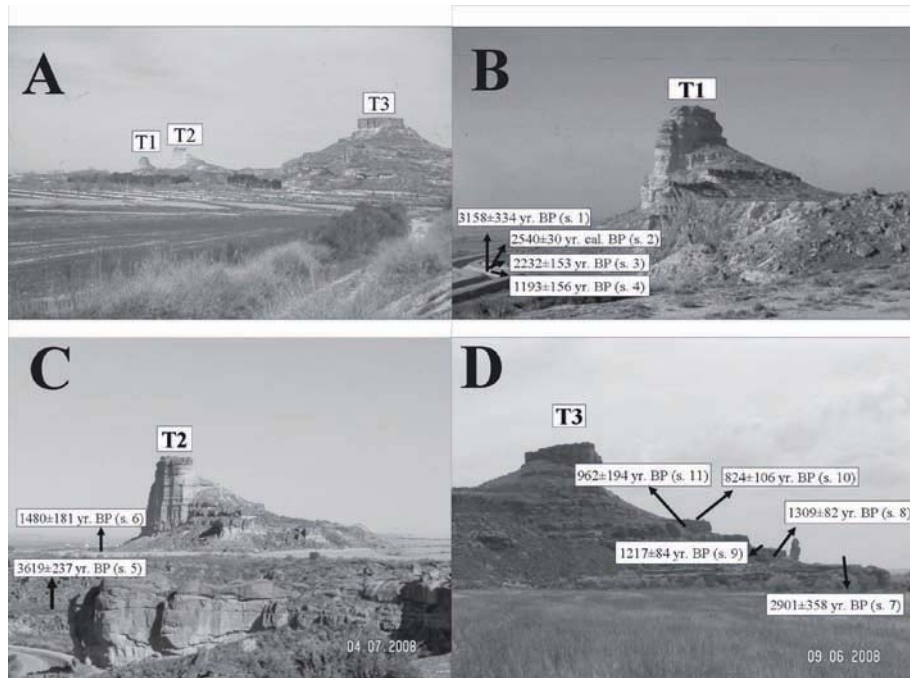 A
T1
T2
T3
B
T1
3158±334 yr. BP (s. 1)
2540±30 yr. cal. BP (s. 2)
2232±153 yr. BP (s. 3)
1193±156 yr. BP (s. 4)
C
T2
1480±181 yr. BP (s. 6)
3619±237 yr. BP (s. 5)
04.07.2008
D
T3
962±194 yr. BP (s. 11)
824±106 yr. BP (s. 10)
1309±82 yr. BP (s. 8)
1217±84 yr. BP (s. 9)
2901±358 yr. BP (s. 7)
09.06 2008